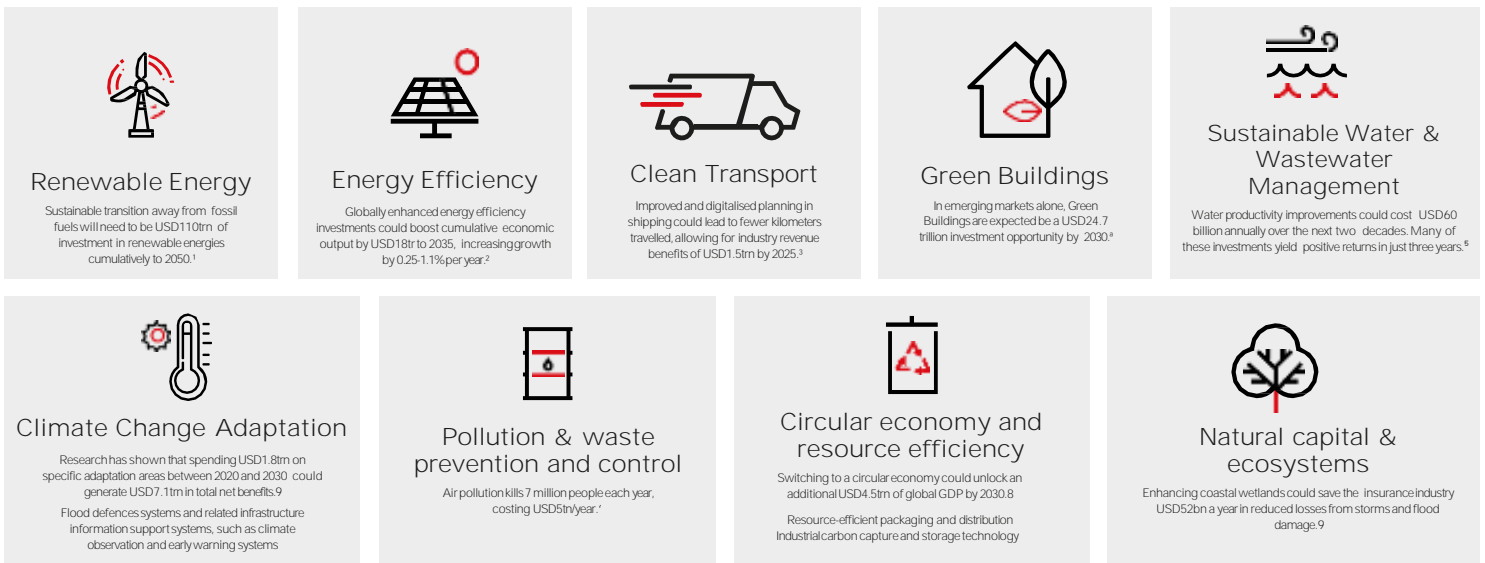 Renewable Energy
Sustainable transition away from fossil
fuels will need to be USD110trn of
investment in renewable energies
cumulatively to 2050.¹
Energy Efficiency
Globally enhanced energy efficiency
investments could boost cumulative economic
output by USD18tr to 2035, increasing growth
by 0.25-1.1% per year.²
Clean Transport
Improved and digitalised planning in
shipping could lead to fewer kilometers
travelled, allowing for industry revenue
benefits of USD1.5trn by 2025.³
Green Buildings
In emerging markets alone, Green
Buildings are expected be a USD24.7
trillion investment opportunity by 2030.⁸
Sustainable Water &
Wastewater
Management
Water productivity improvements could cost USD60
billion annually over the next two decades. Many of
these investments yield positive returns in just three years.⁵
Climate Change Adaptation
Research has shown that spending USD1.8trn on
specific adaptation areas between 2020 and 2030 could
generate USD7.1trn in total net benefits.9
Flood defences systems and related infrastructure
information support systems, such as climate
observation and early warning systems
Pollution & waste
prevention and control
Air pollution kills 7 million people each year,
costing USD5tn/year.
Circular economy and
resource efficiency
Switching to a circular economy could unlock an
additional USD4.5tn of global GDP by 2030.8
Resource-efficient packaging and distribution
Industrial carbon capture and storage technology
Natural capital &
ecosystems
Enhancing coastal wetlands could save the insurance industry
USD52bn a year in reduced losses from storms and flood
damage.9